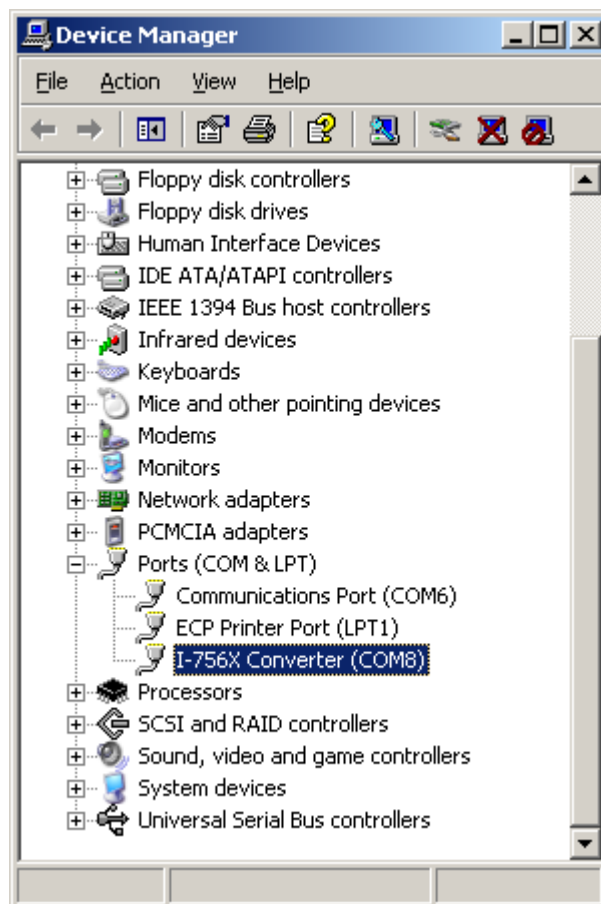 Device Manager
File Action View Help
Floppy disk controllers
Floppy disk drives
Human Interface Devices
IDE ATA/ATAPI controllers
IEEE 1394 Bus host controllers
Infrared devices
Keyboards
Mice and other pointing devices
Modems
Monitors
Network adapters
PCMCIA adapters
Ports (COM & LPT)
Communications Port (COM6)
ECP Printer Port (LPT1)
I-756X Converter (COM8)
Processors
SCSI and RAID controllers
Sound, video and game controllers
System devices
Universal Serial Bus controllers